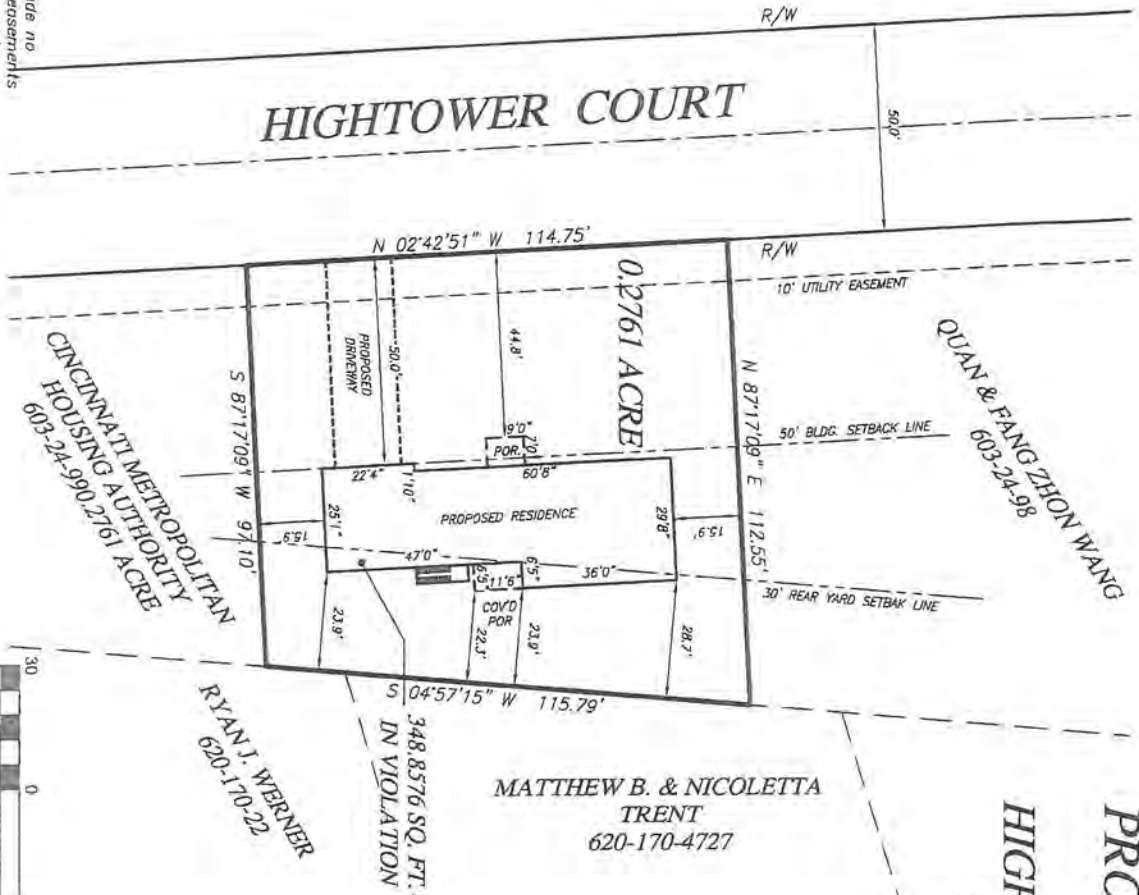 R/W
50.0'
HIGHTOWER COURT
N 02°42'51" W 114.75'
R/W
10' UTILITY EASEMENT
0.2761 ACRE
N 87°17'09" E 112.55'
QUAN & FANG ZHON WANG
603-24-98
50' BLDG. SETBACK LINE
30' REAR YARD SETBAK LINE
44.8'
PROPOSED
DRIVEWAY
50.0'
9'0"
POR.
7'0"
60'8"
22'4"
PROPOSED RESIDENCE
25'1"
29'8"
15.9'
15.9'
47'0"
6'5"
6'5"
11'6"
36'0"
COV'D
POR
23.9'
22.3'
23.9'
28.7'
S 87°17'09" W 97.10'
S 04°57'15" W 115.79'
CINCINNATI METROPOLITAN
HOUSING AUTHORITY
603-24-990.2761 ACRE
RYAN J. WERNER
620-170-22
348.8576 SQ. FT.
IN VIOLATION
MATTHEW B. & NICOLETTA
TRENT
620-170-4727
30
0
PRO
HIGH
de no
easements